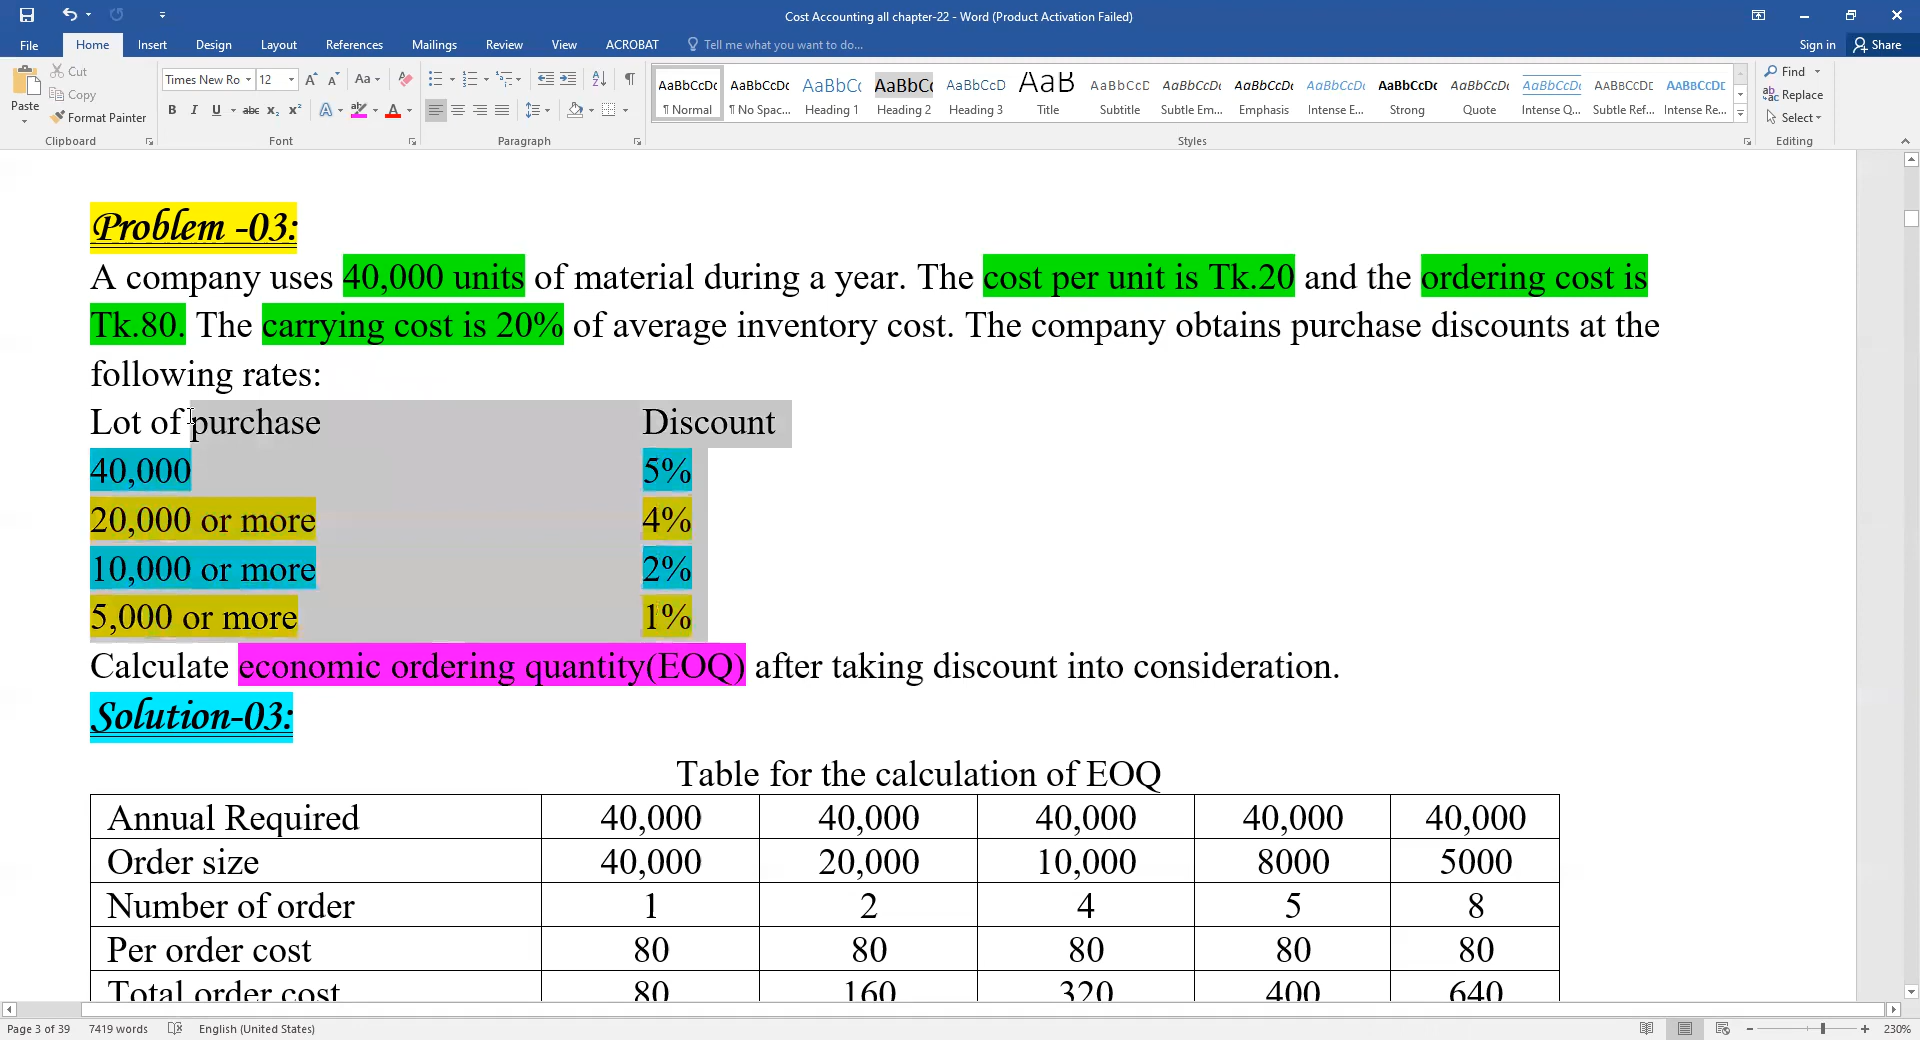 Cost Accounting all chapter-22 - Word (Product Activation Failed)
File Home Insert Design Layout References Mailings Review View ACROBAT Tell me what you want to do... Sign in Share
Paste Cut Copy Format Painter
Clipboard
Times New Ro 12
Font
Paragraph
AaBbCcDc AaBbCcDc AaBbCc AaBbCc AaBbCcD AaB AaBbCcD AaBbCcDc AaBbCcDc AaBbCcDc AaBbCcDc AaBbCcDc AaBbCcDc AABBCCDC AABBCCDC
¶ Normal ¶ No Spac... Heading 1 Heading 2 Heading 3 Title Subtitle Subtle Em... Emphasis Intense E... Strong Quote Intense Q... Subtle Ref... Intense Re...
Styles
Find
Replace
Select
Editing
Problem -03:
A company uses 40,000 units of material during a year. The cost per unit is Tk.20 and the ordering cost is
Tk.80. The carrying cost is 20% of average inventory cost. The company obtains purchase discounts at the
following rates:
Lot of purchase Discount
40,000 5%
20,000 or more 4%
10,000 or more 2%
5,000 or more 1%
Calculate economic ordering quantity(EOQ) after taking discount into consideration.
Solution-03:
Table for the calculation of EOQ
Annual Required 40,000 40,000 40,000 40,000 40,000
Order size 40,000 20,000 10,000 8000 5000
Number of order 1 2 4 5 8
Per order cost 80 80 80 80 80
Total order cost 80 160 320 400 640
Page 3 of 39 7419 words English (United States) 230%